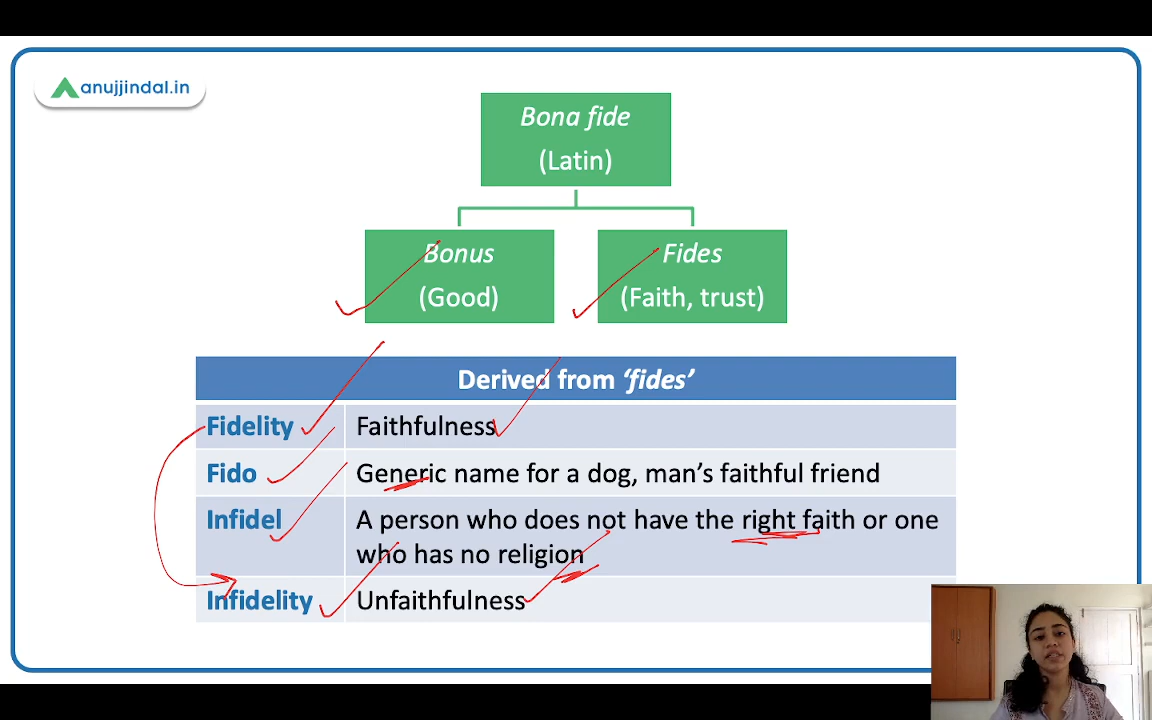 anujjindal.in
Bona fide
(Latin)
Bonus
(Good)
Fides
(Faith, trust)
Derived from ‘fides’
Fidelity Faithfulness
Fido Generic name for a dog, man’s faithful friend
Infidel A person who does not have the right faith or one
who has no religion
Infidelity Unfaithfulness